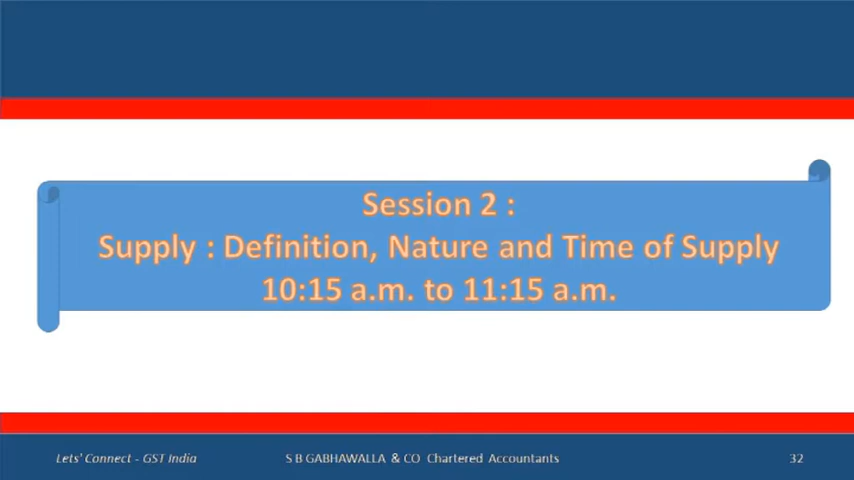 Session 2 :
Supply : Definition, Nature and Time of Supply
10:15 a.m. to 11:15 a.m.
Lets' Connect - GST India
S B GABHAWALLA & CO Chartered Accountants
32